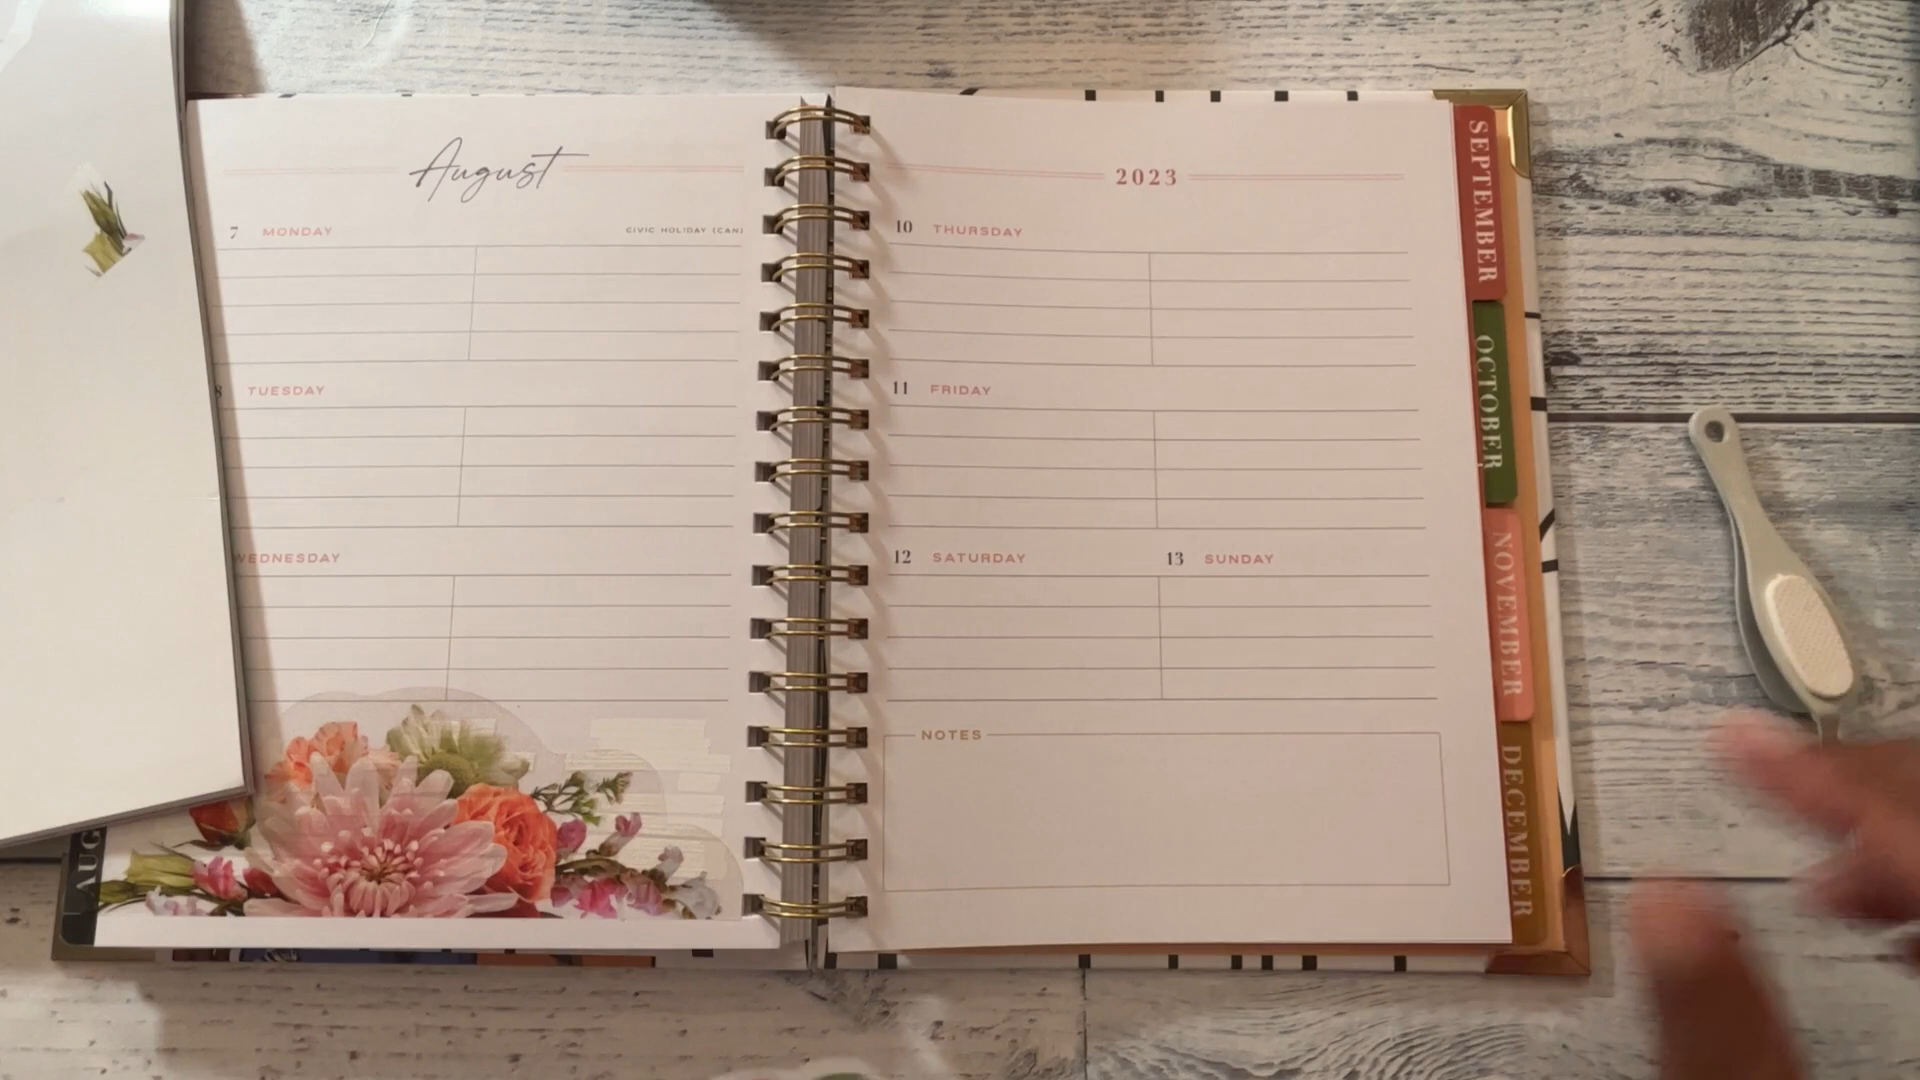 August
7 MONDAY CIVIC HOLIDAY (CAN)
8 TUESDAY
WEDNESDAY
AUG
2023
10 THURSDAY
11 FRIDAY
12 SATURDAY 13 SUNDAY
NOTES
SEPTEMBER
OCTOBER
NOVEMBER
DECEMBER